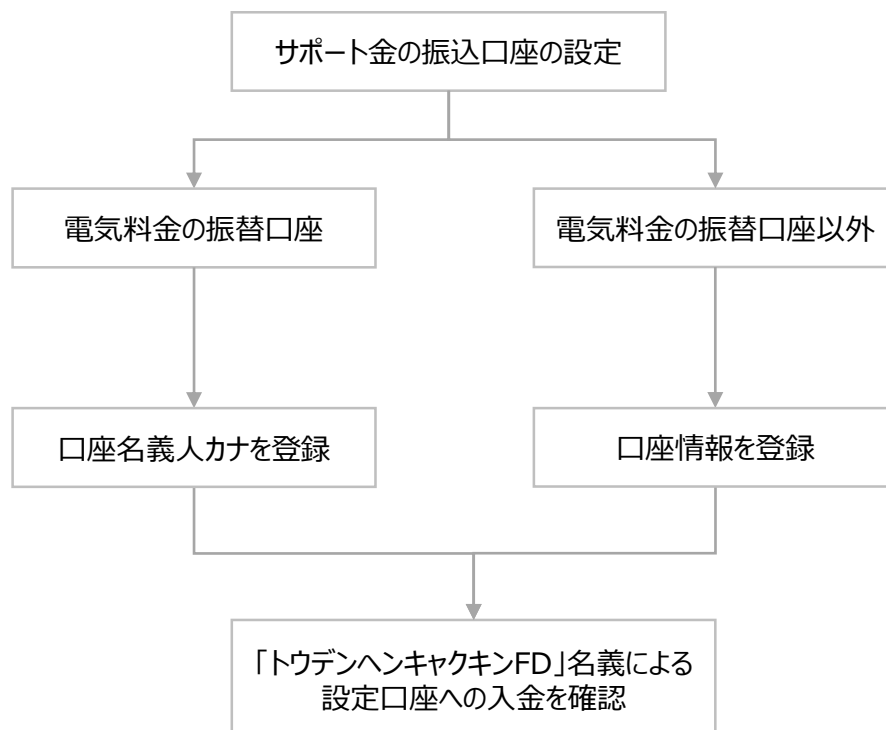 サポート金の振込口座の設定
電気料金の振替口座
電気料金の振替口座以外
口座名義人カナを登録
口座情報を登録
「トウデンヘンキャクキンFD」名義による
設定口座への入金を確認